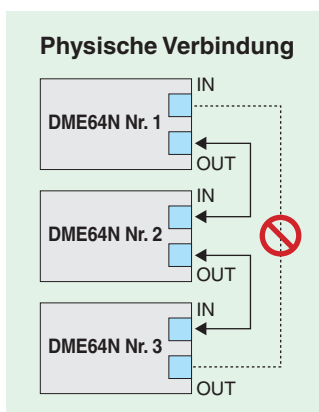 Physische Verbindung
IN
DME64N Nr. 1
OUT
IN
DME64N Nr. 2
OUT
IN
DME64N Nr. 3
OUT